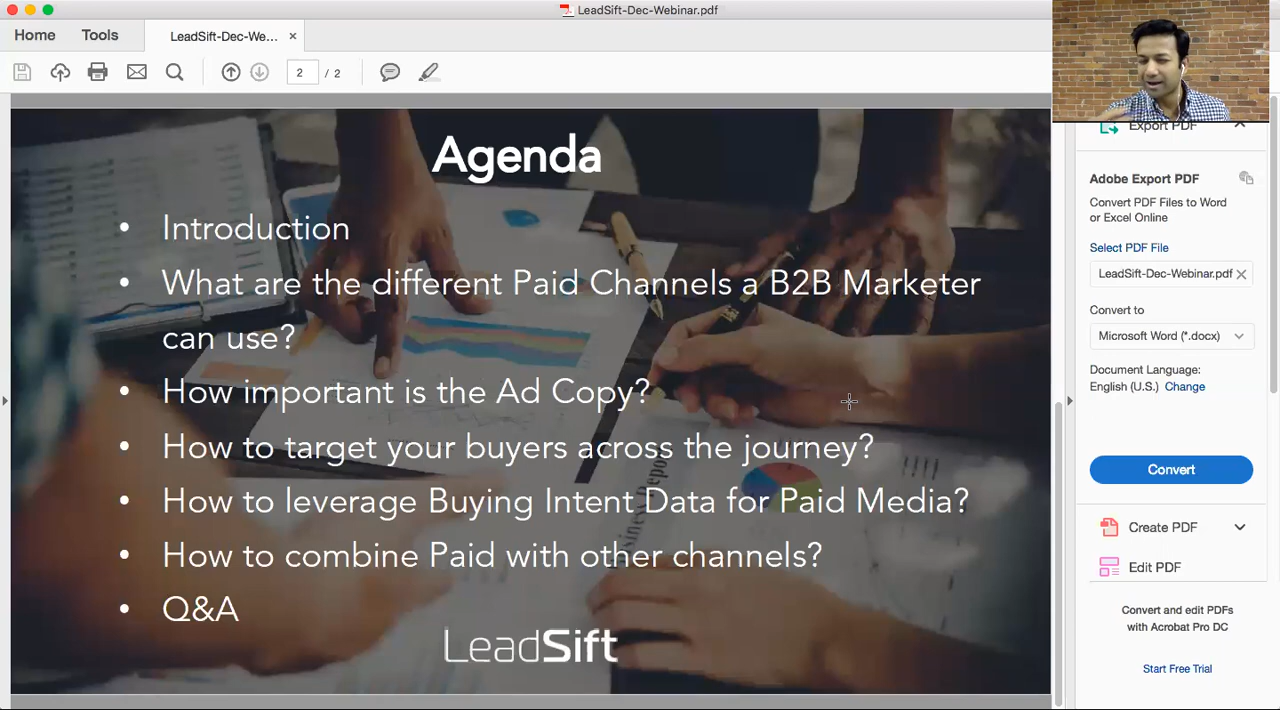 LeadSift-Dec-Webinar.pdf
Home
Tools
LeadSift-Dec-We...
2 / 2
Export PDF
Adobe Export PDF
Convert PDF Files to Word
or Excel Online
Select PDF File
LeadSift-Dec-Webinar.pdf
Convert to
Microsoft Word (*.docx)
Document Language:
English (U.S.) Change
Convert
Create PDF
Edit PDF
Convert and edit PDFs
with Acrobat Pro DC
Start Free Trial
Agenda
• Introduction
• What are the different Paid Channels a B2B Marketer
can use?
• How important is the Ad Copy?
• How to target your buyers across the journey?
• How to leverage Buying Intent Data for Paid Media?
• How to combine Paid with other channels?
• Q&A
LeadSift